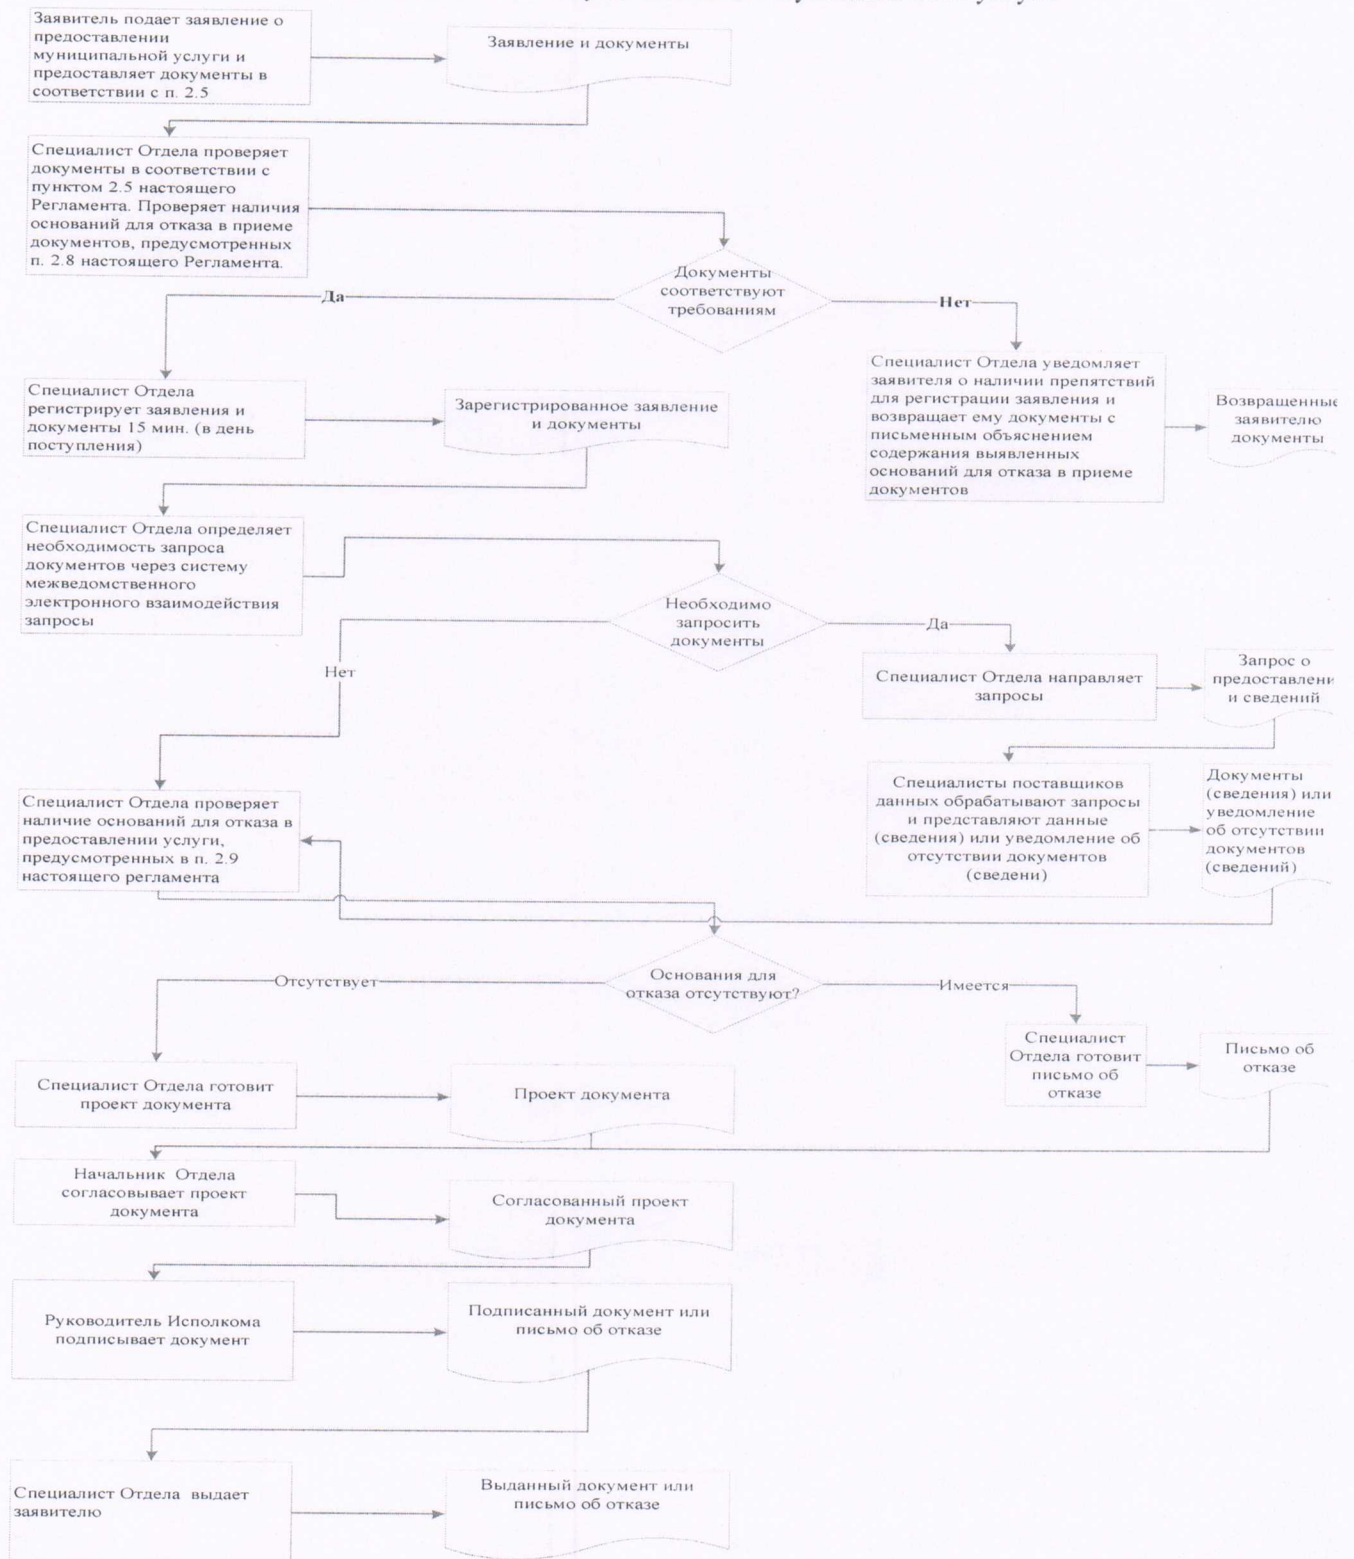 Заявитель подает заявление о
предоставлении
муниципальной услуги и
предоставляет документы в
соответствии с п. 2.5
Заявление и документы
Специалист Отдела проверяет
документы в соответствии с
пунктом 2.5 настоящего
Регламента. Проверяет наличия
оснований для отказа в приеме
документов, предусмотренных
п. 2.8 настоящего Регламента.
Документы
соответствуют
требованиям
Да
Нет
Специалист Отдела
регистрирует заявления и
документы 15 мин. (в день
поступления)
Зарегистрированное заявление
и документы
Специалист Отдела уведомляет
заявителя о наличии препятствий
для регистрации заявления и
возвращает ему документы с
письменным объяснением
содержания выявленных
оснований для отказа в приеме
документов
Возвращенные
заявителю
документы
Специалист Отдела определяет
необходимость запроса
документов через систему
межведомственного
электронного взаимодействия
запросы
Необходимо
запросить
документы
Да
Нет
Специалист Отдела направляет
запросы
Запрос о
предоставлени
и сведений
Специалист Отдела проверяет
наличие оснований для отказа в
предоставлении услуги,
предусмотренных в п. 2.9
настоящего регламента
Специалисты поставщиков
данных обрабатывают запросы
и представляют данные
(сведения) или уведомление об
отсутствии документов
(сведени)
Документы
(сведения) или
уведомление
об отсутствии
документов
(сведений)
Отсутствует
Основания для
отказа отсутствуют?
Имеется
Специалист
Отдела готовит
письмо об
отказе
Письмо об
отказе
Специалист Отдела готовит
проект документа
Проект документа
Начальник Отдела
согласовывает проект
документа
Согласованный проект
документа
Руководитель Исполкома
подписывает документ
Подписанный документ или
письмо об отказе
Специалист Отдела выдает
заявителю
Выданный документ или
письмо об отказе